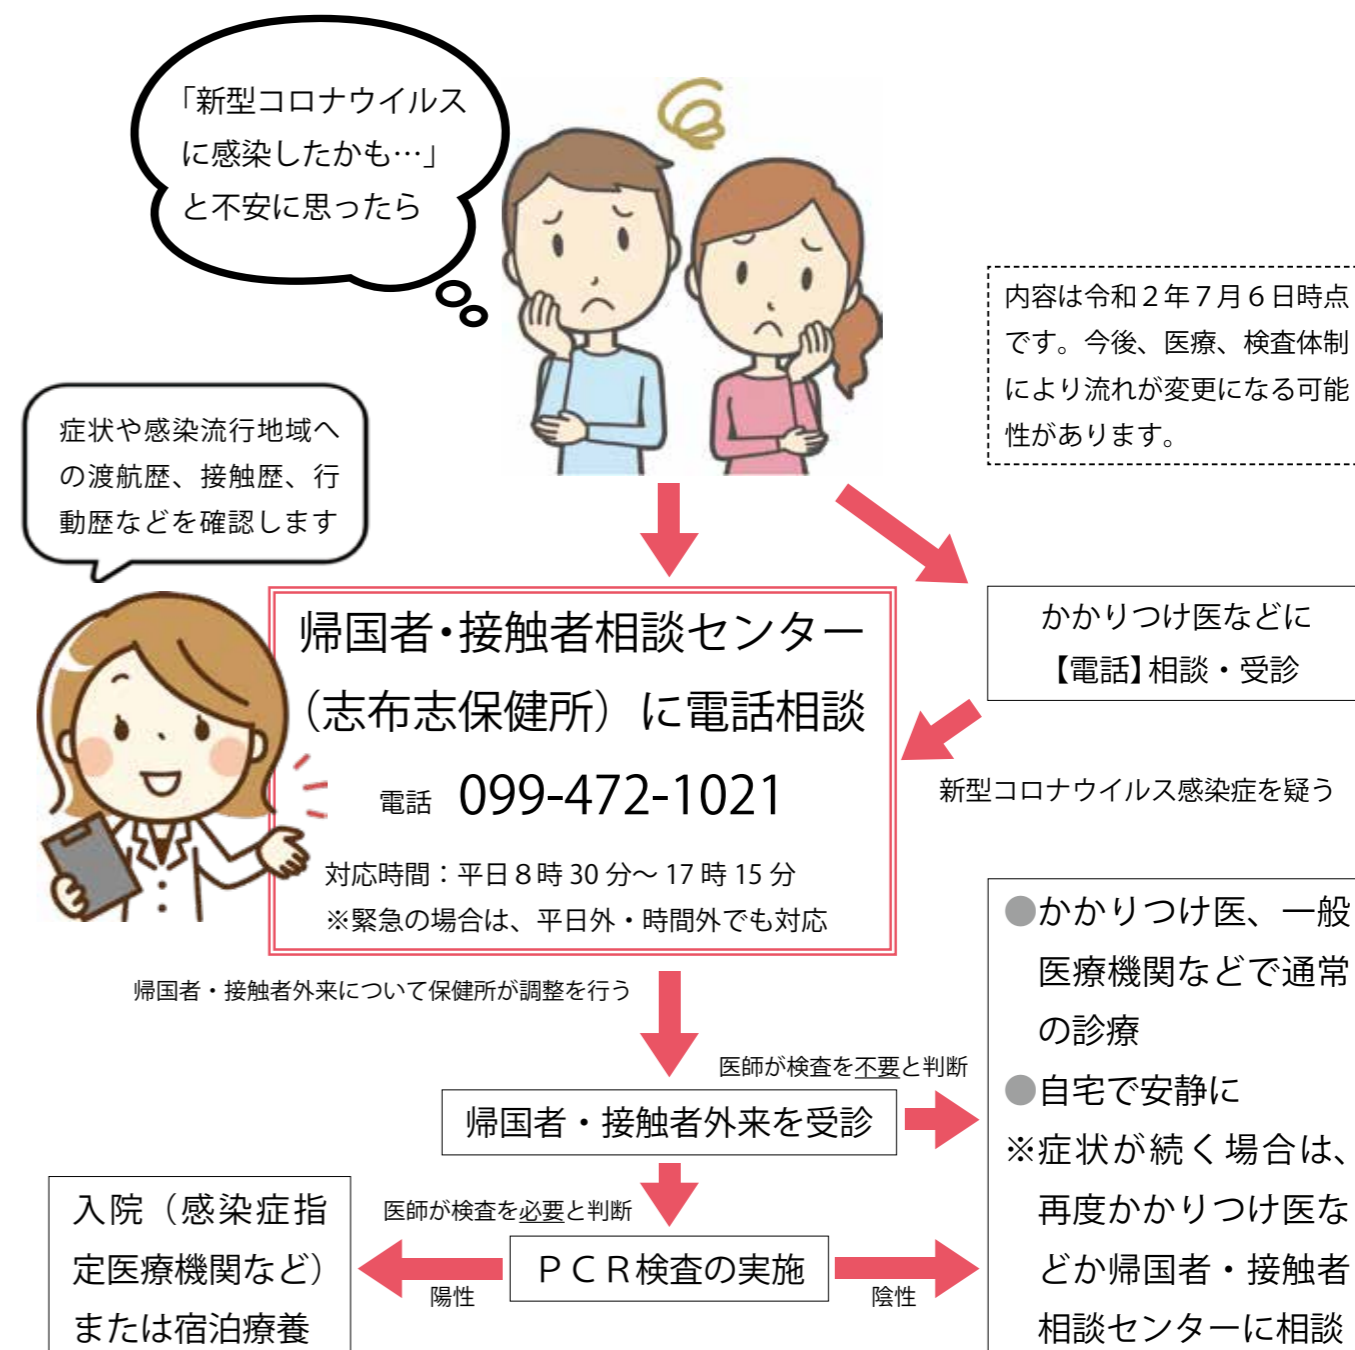 「新型コロナウイルス
に感染したかも…」
と不安に思ったら
内容は令和２年７月６日時点
です。今後、医療、検査体制
により流れが変更になる可能
性があります。
症状や感染流行地域へ
の渡航歴、接触歴、行
動歴などを確認します
帰国者・接触者相談センター
（志布志保健所）に電話相談
電話 099-472-1021
対応時間：平日８時 30 分～ 17 時 15 分
※緊急の場合は、平日外・時間外でも対応
かかりつけ医などに
【電話】相談・受診
新型コロナウイルス感染症を疑う
帰国者・接触者外来について保健所が調整を行う
医師が検査を不要と判断
帰国者・接触者外来を受診
●かかりつけ医、一般
医療機関などで通常
の診療
●自宅で安静に
※症状が続く場合は、
再度かかりつけ医な
どか帰国者・接触者
相談センターに相談
医師が検査を必要と判断
ＰＣＲ検査の実施
陽性
陰性
入院（感染症指
定医療機関など）
または宿泊療養